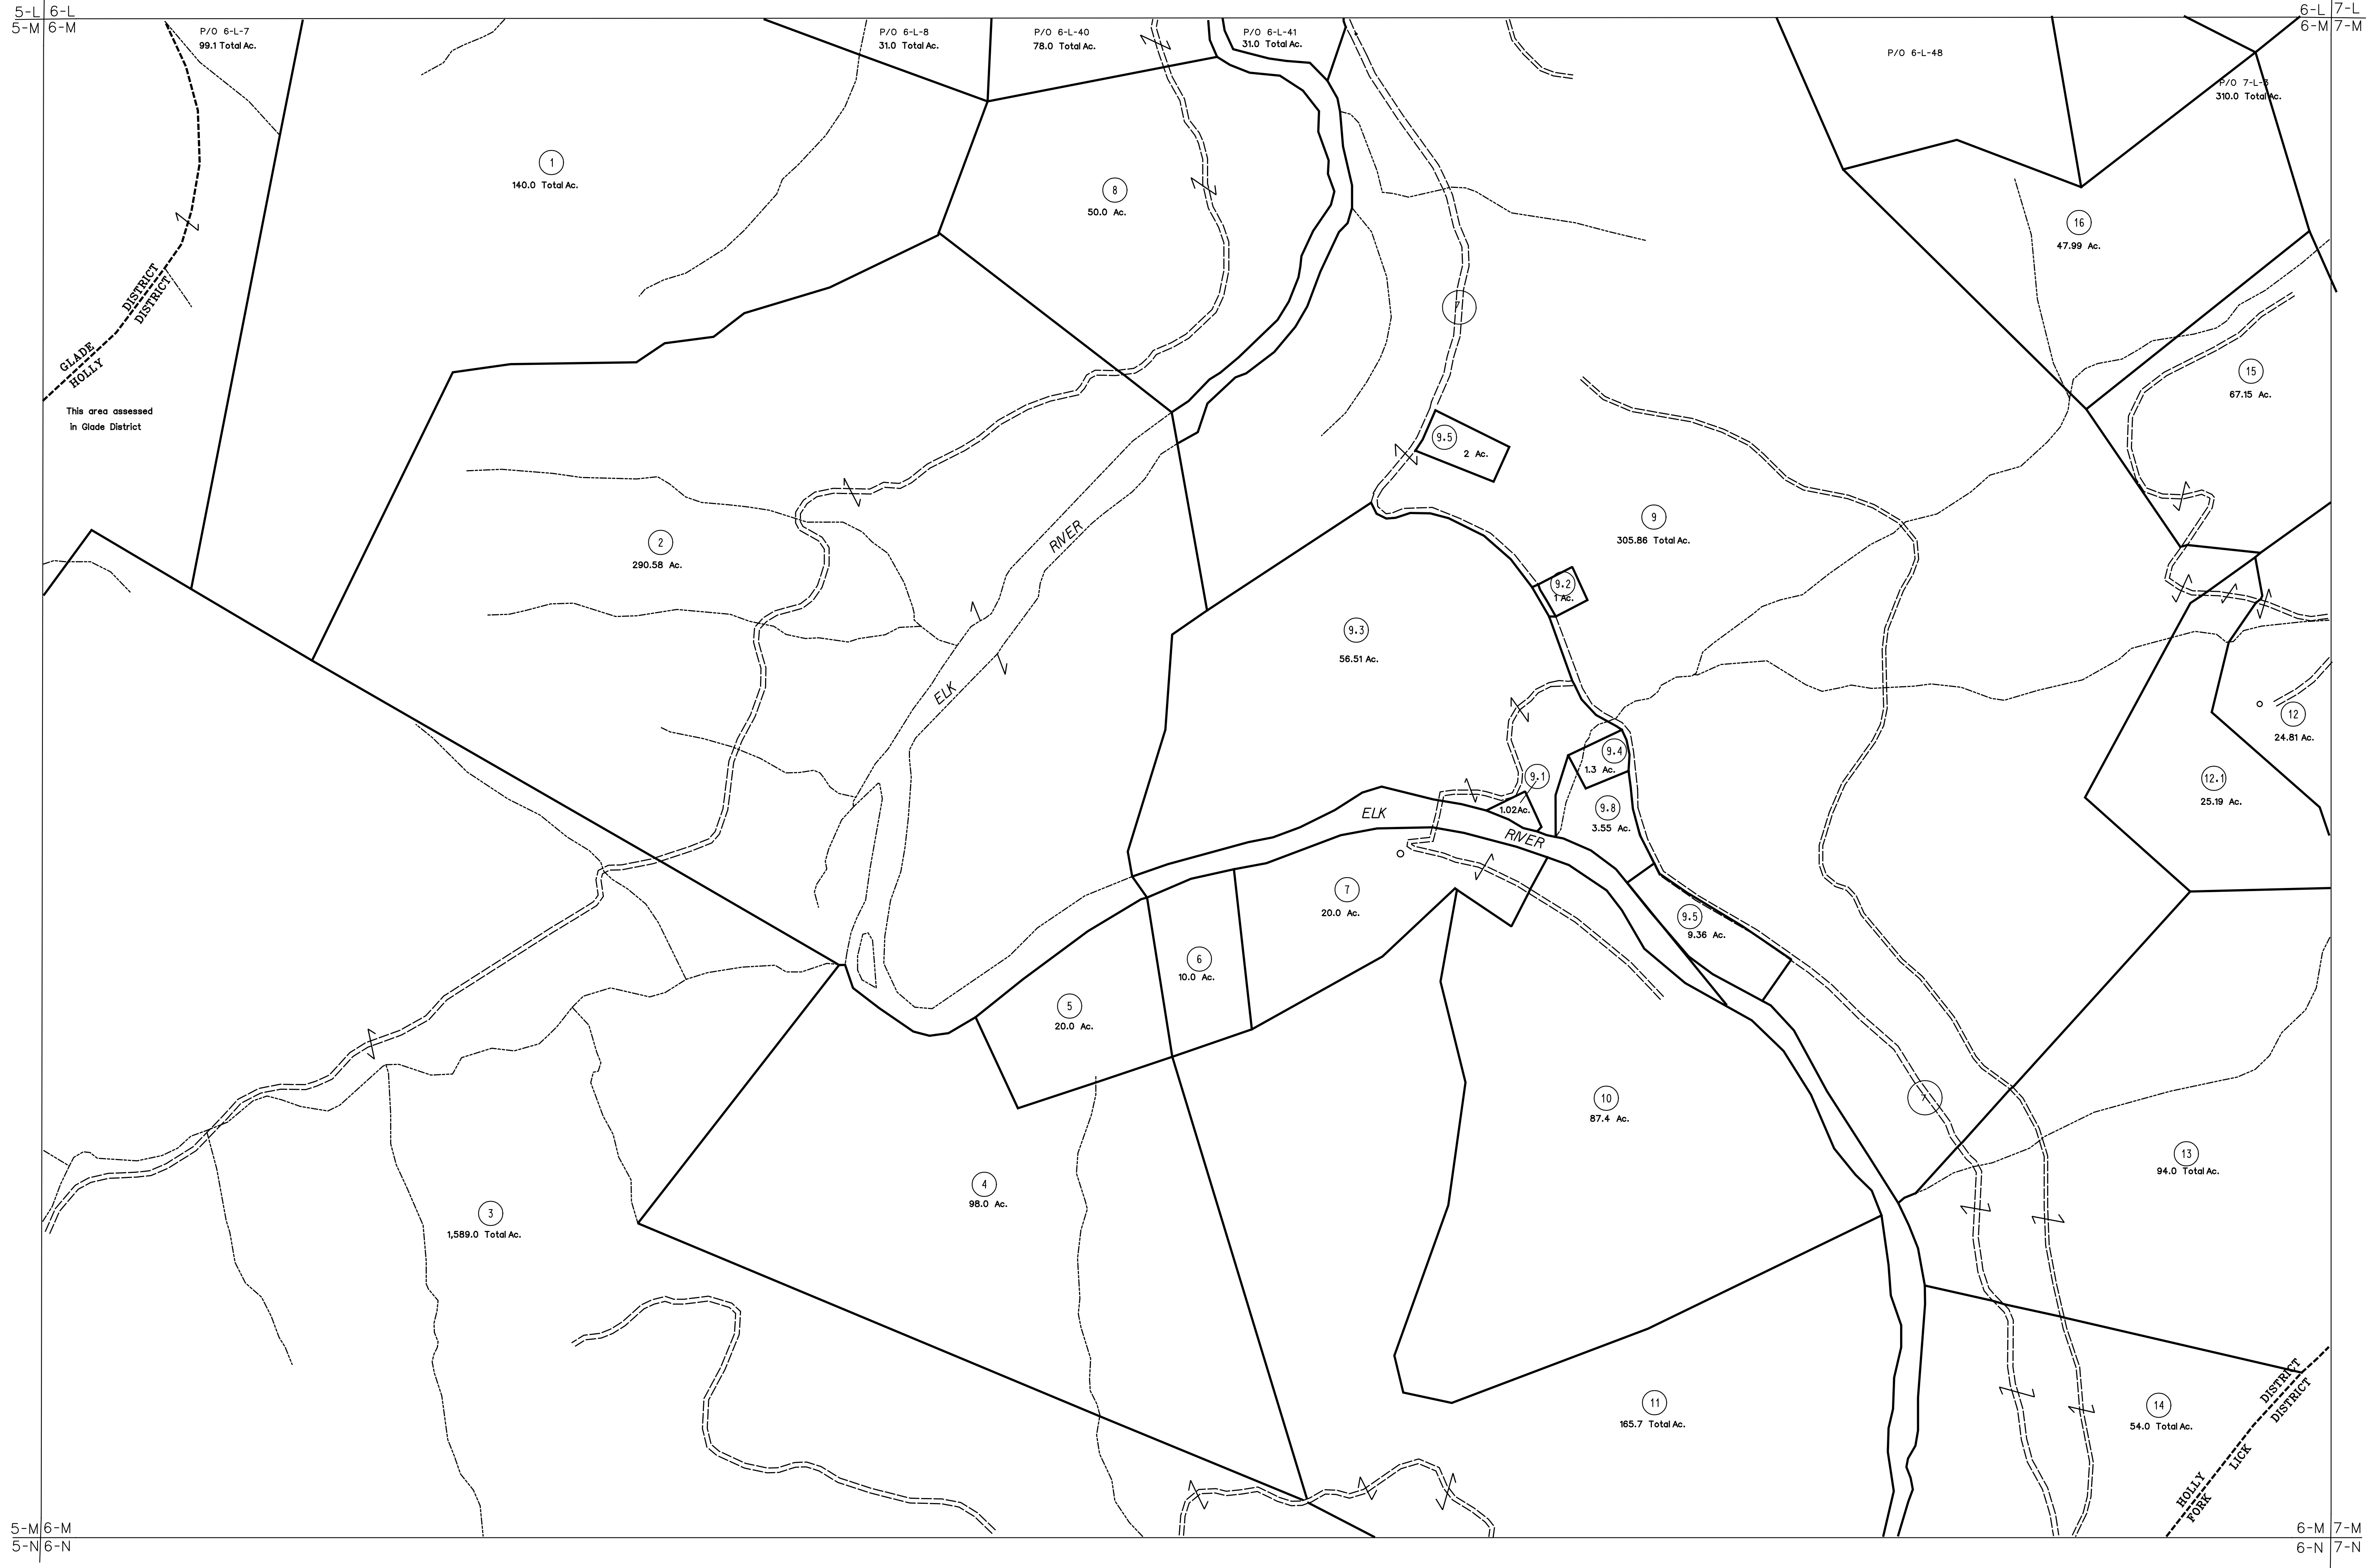 5-L 6-L
5-M 6-M
6-L 7-L
6-M 7-M
P/O 6-L-7
99.1 Total Ac.
P/O 6-L-8
31.0 Total Ac.
P/O 6-L-40
78.0 Total Ac.
P/O 6-L-41
31.0 Total Ac.
P/O 6-L-48
310.0 Total Ac.
1
140.0 Total Ac.
8
50.0 Ac.
16
47.99 Ac.
GLADE DISTRICT
HOLLY DISTRICT
7
15
67.15 Ac.
This area assessed
in Glade District
9.5
2 Ac.
2
290.58 Ac.
9
305.86 Total Ac.
9.2
1 Ac.
9.3
56.51 Ac.
ELK RIVER
12
24.81 Ac.
9.4
1.3 Ac.
9.1
1.02 Ac.
12.1
25.19 Ac.
9.8
3.55 Ac.
ELK RIVER
7
20.0 Ac.
9.5
9.36 Ac.
6
10.0 Ac.
5
20.0 Ac.
7
10
87.4 Ac.
13
94.0 Total Ac.
4
98.0 Ac.
3
1,589.0 Total Ac.
11
165.7 Total Ac.
14
54.0 Total Ac.
HOLLY DISTRICT
LICK FORK DISTRICT
5-M 6-M
5-N 6-N
6-M 7-M
6-N 7-N